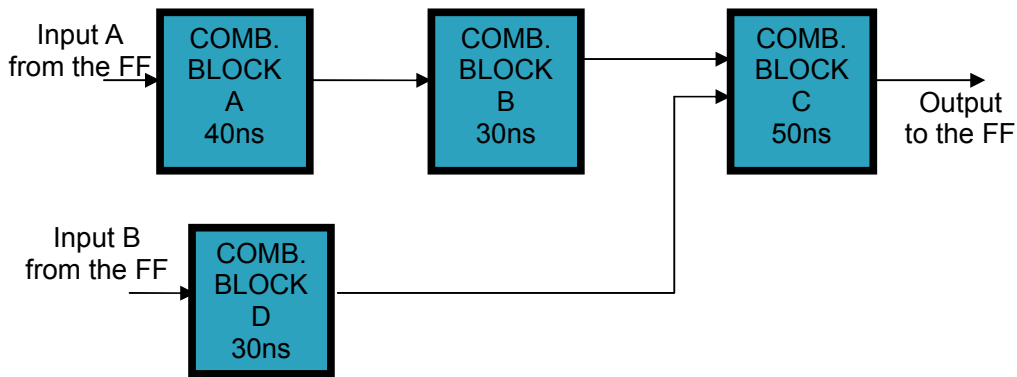 Input A
from the FF
COMB.
BLOCK
A
40ns
COMB.
BLOCK
B
30ns
COMB.
BLOCK
C
50ns
Output
to the FF
Input B
from the FF
COMB.
BLOCK
D
30ns